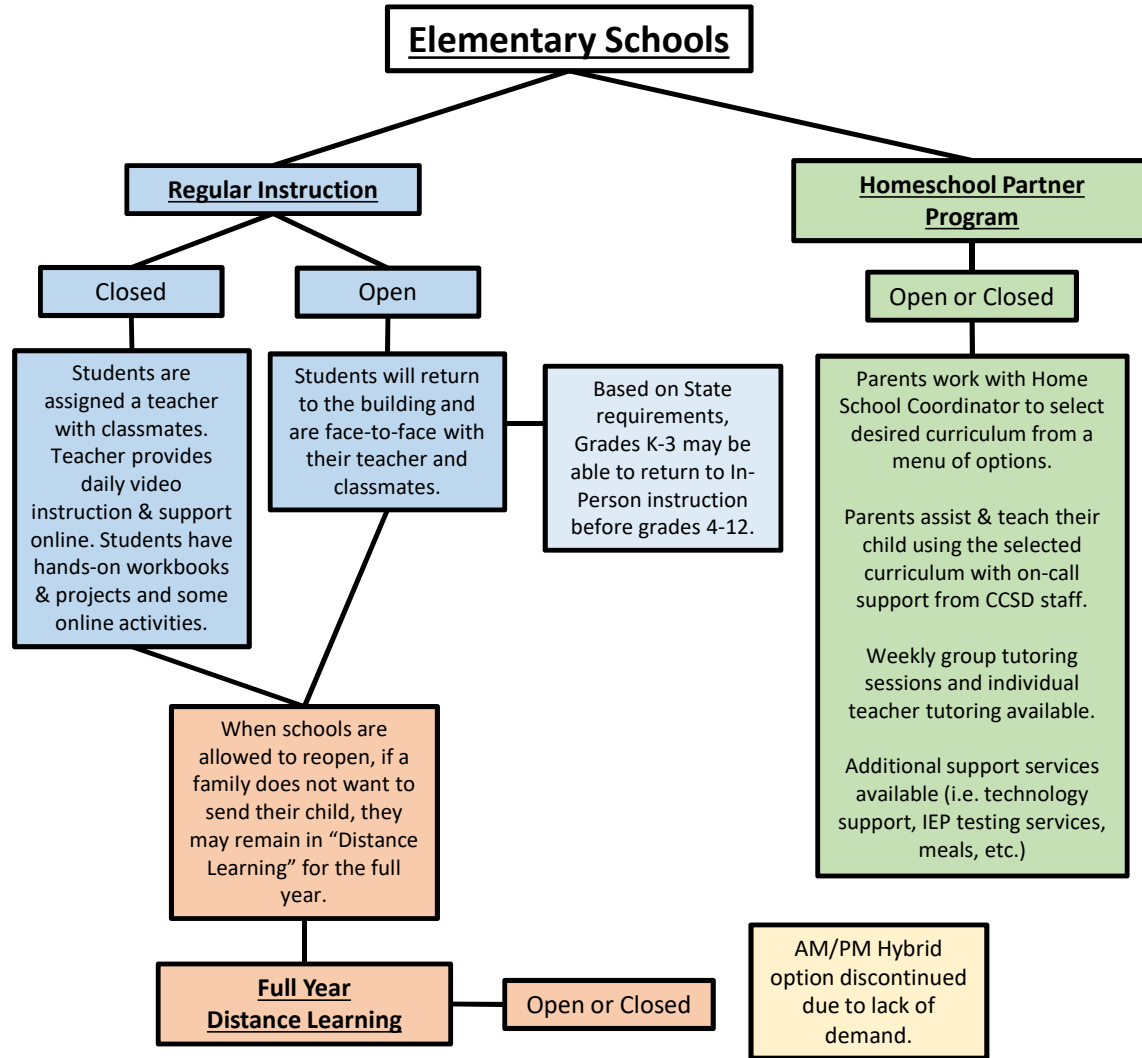 Elementary Schools
Regular Instruction
Homeschool Partner
Program
Closed
Open
Open or Closed
Students are
assigned a teacher
with classmates.
Teacher provides
daily video
instruction & support
online. Students have
hands-on workbooks
& projects and some
online activities.
Students will return
to the building and
are face-to-face with
their teacher and
classmates.
Based on State
requirements,
Grades K-3 may be
able to return to In-
Person instruction
before grades 4-12.
Parents work with Home
School Coordinator to select
desired curriculum from a
menu of options.
Parents assist & teach their
child using the selected
curriculum with on-call
support from CCSD staff.
Weekly group tutoring
sessions and individual
teacher tutoring available.
Additional support services
available (i.e. technology
support, IEP testing services,
meals, etc.)
When schools are
allowed to reopen, if a
family does not want to
send their child, they
may remain in “Distance
Learning” for the full
year.
Full Year
Distance Learning
Open or Closed
AM/PM Hybrid
option discontinued
due to lack of
demand.